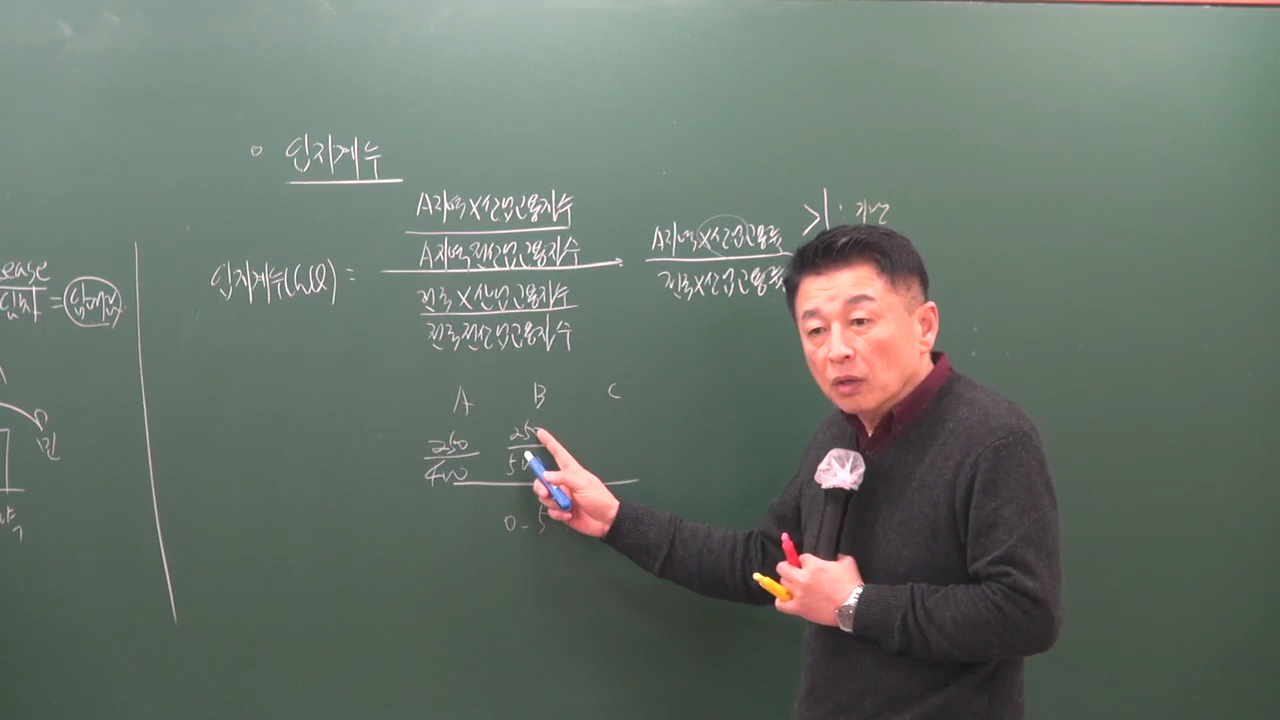 ease
입지계수
A지역X산업고용자수
A지역전산업고용자수
입지계수(LQ) =
전국X산업고용자수
전국전산업고용자수
A지역X산업고용률
전국X산업고용률
>1 : 기반
A B C
250
400
250
0.5